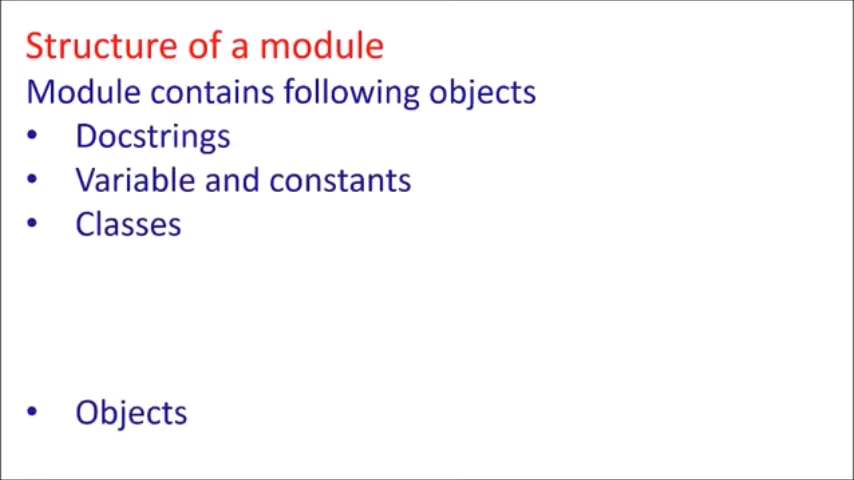 Structure of a module
Module contains following objects
• Docstrings
• Variable and constants
• Classes
• Objects